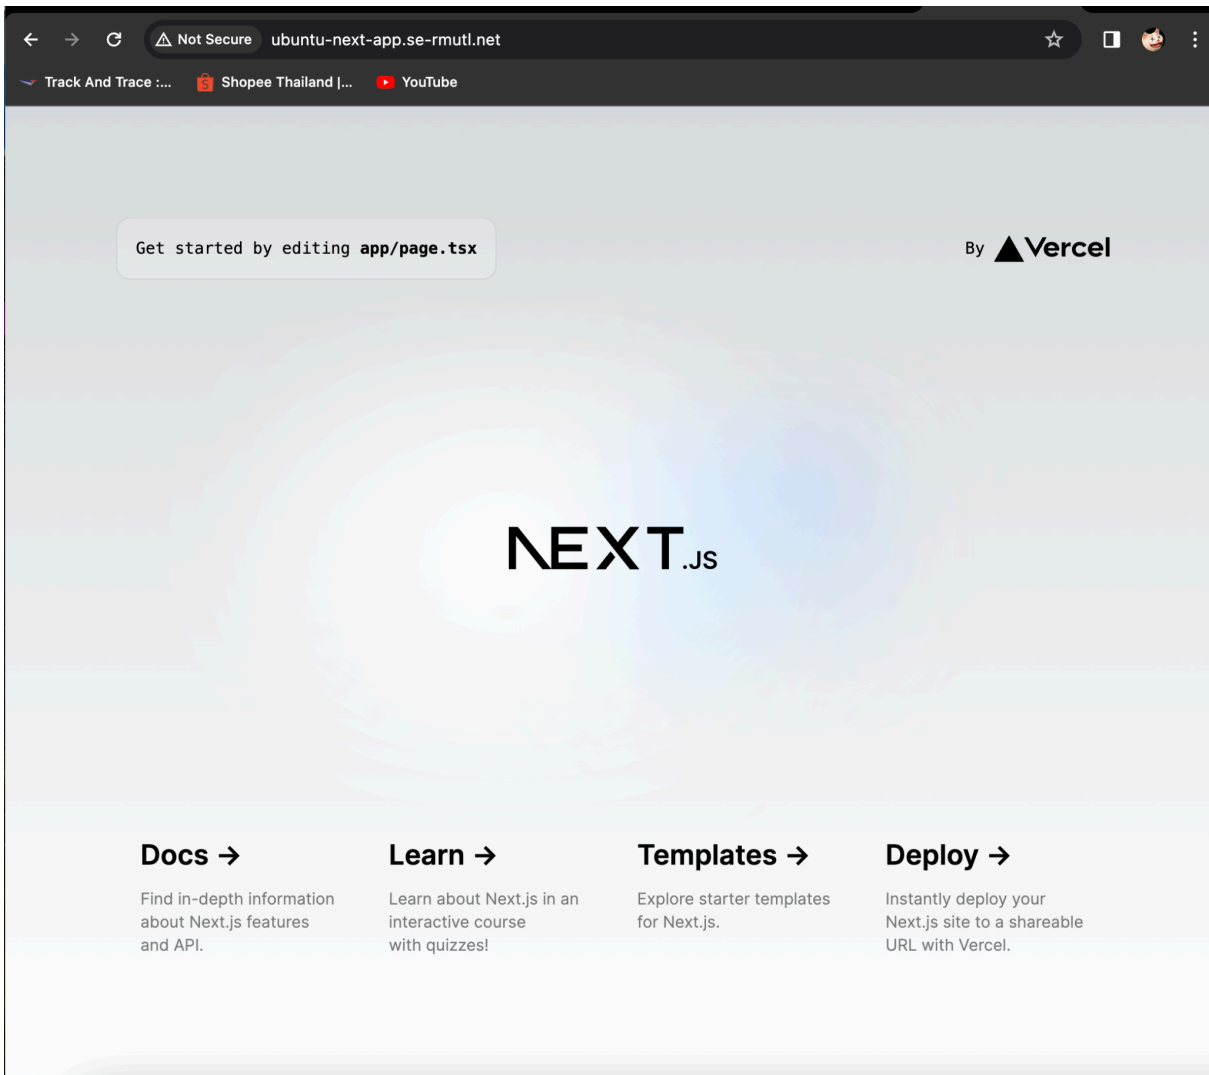 Not Secure ubuntu-next-app.se-rmutl.net
Track And Trace :... Shopee Thailand |... YouTube
Get started by editing app/page.tsx
By Vercel
NEXT.JS
Docs →
Find in-depth information
about Next.js features
and API.
Learn →
Learn about Next.js in an
interactive course
with quizzes!
Templates →
Explore starter templates
for Next.js.
Deploy →
Instantly deploy your
Next.js site to a shareable
URL with Vercel.